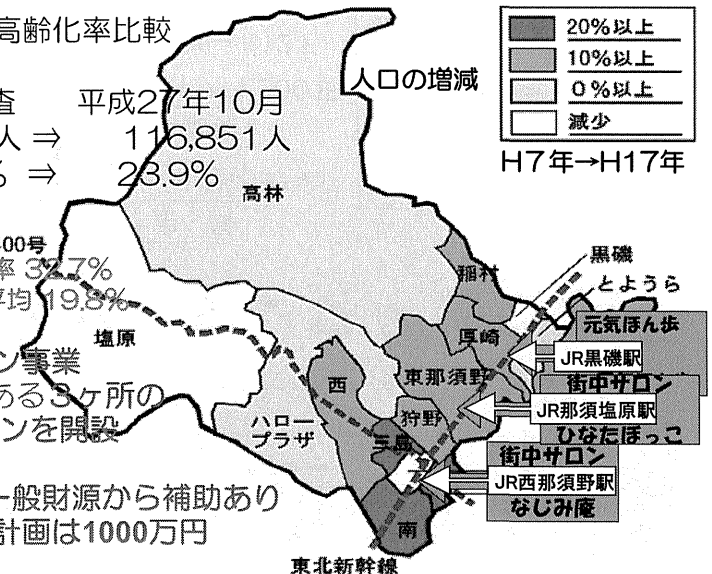 高齢化率比較
人口の増減
20%以上
10%以上
0%以上
減少
H7年→H17年
査 平成27年10月
人 ⇒ 116,851人
% ⇒ 23.9%
高林
00号
率 32.7%
平均 19.8%
塩原
稲村
黒磯
とようら
厚崎
元気ほん歩
JR黒磯駅
東那須野
街中サロン
JR那須塩原駅
ひなたぼっこ
西
狩野
ハロー
プラザ
三島
街中サロン
JR西那須野駅
なじみ庵
南
東北新幹線
ン事業
ある3ヶ所の
ンを開設
一般財源から補助あり
計画は1000万円